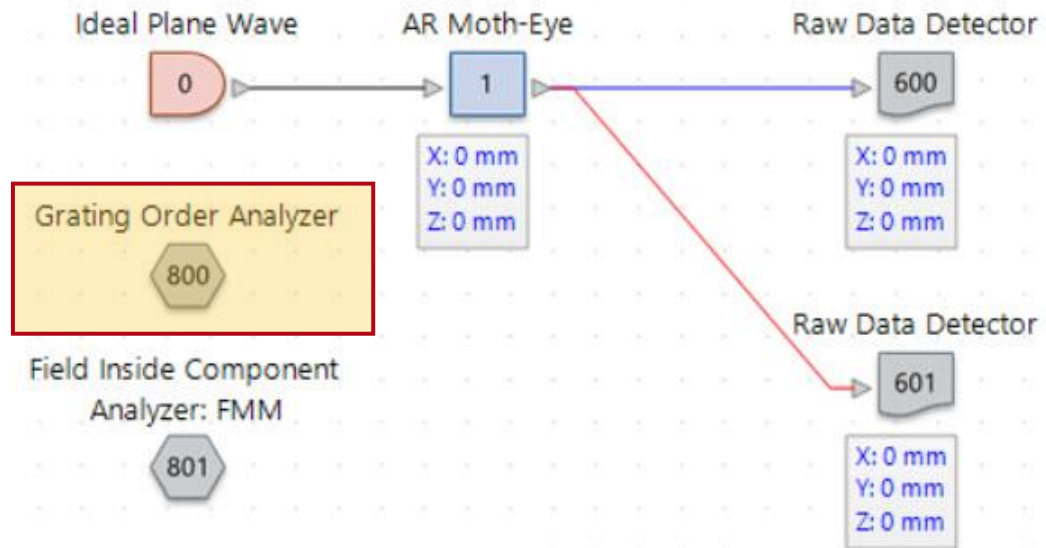 Ideal Plane Wave
0
AR Moth-Eye
1
X: 0 mm
Y: 0 mm
Z: 0 mm
Raw Data Detector
600
X: 0 mm
Y: 0 mm
Z: 0 mm
Grating Order Analyzer
800
Raw Data Detector
601
X: 0 mm
Y: 0 mm
Z: 0 mm
Field Inside Component
Analyzer: FMM
801